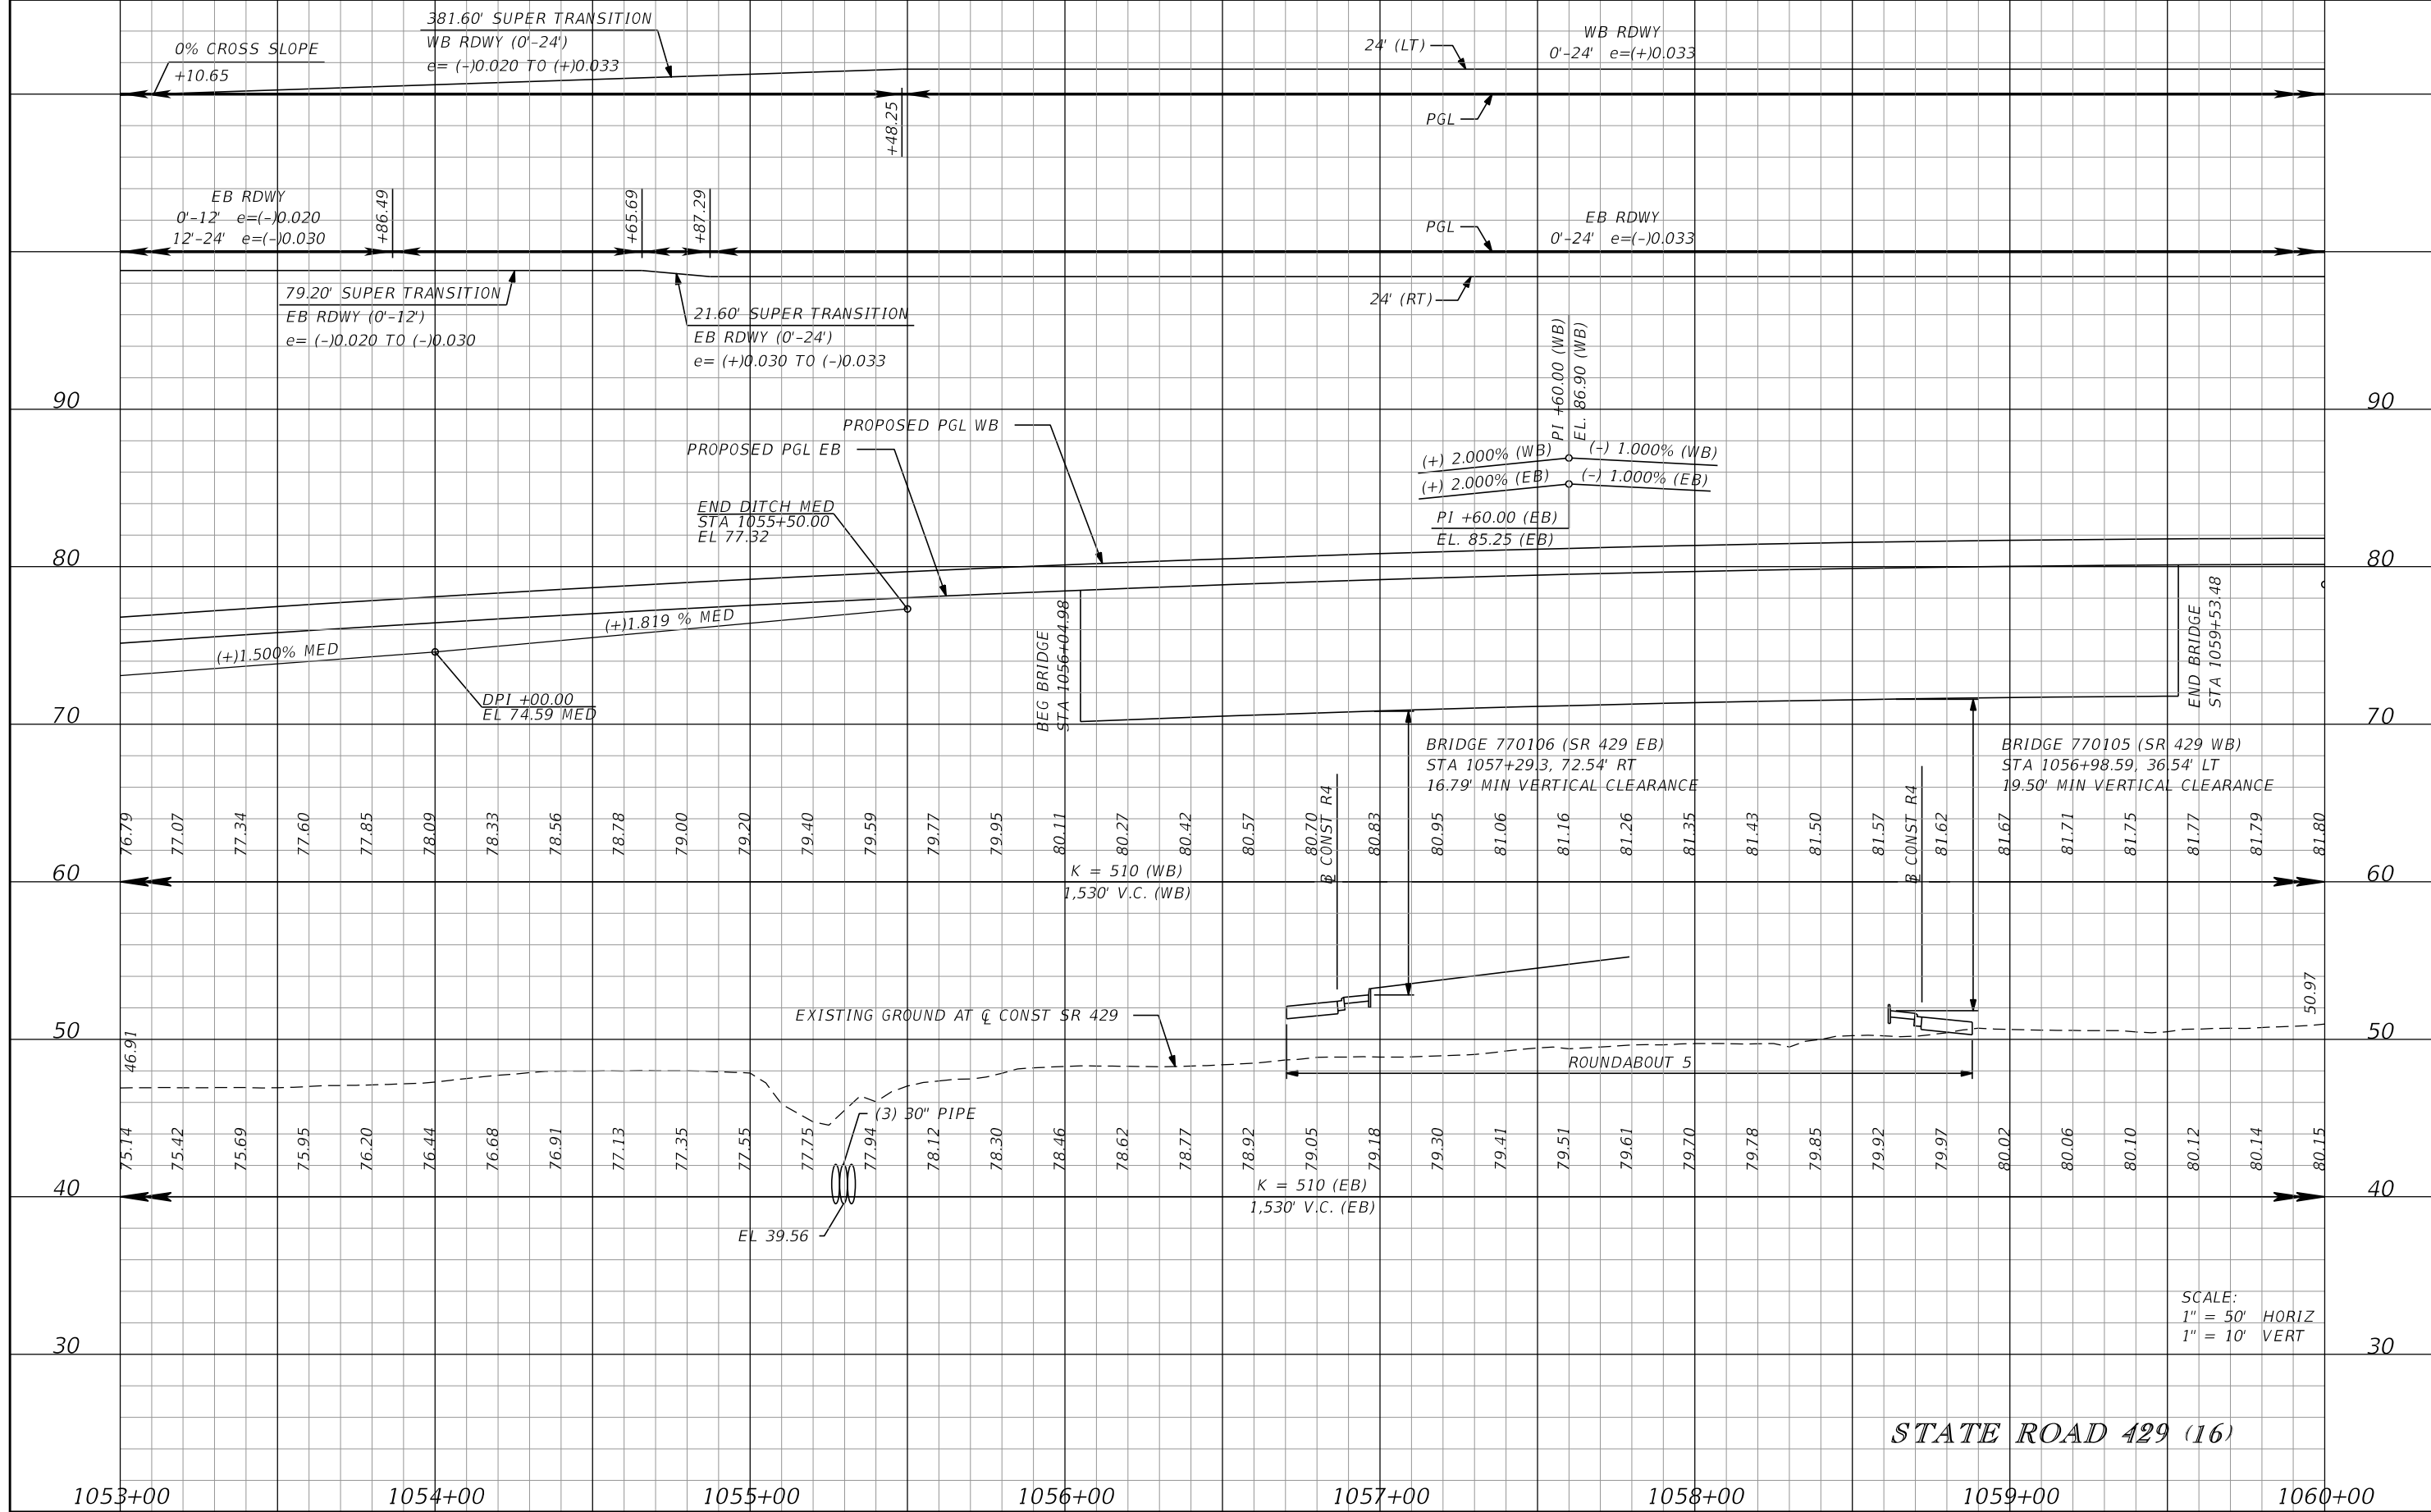 381.60' SUPER TRANSITION
WB RDWY (0'-24')
e= (-)0.020 TO (+)0.033
0% CROSS SLOPE
+10.65
24' (LT)
WB RDWY
0'-24' e=(+)0.033
+48.25
PGL
EB RDWY
0'-12' e=(-)0.020
12'-24' e=(-)0.030
+86.49
+65.69
+87.29
PGL
EB RDWY
0'-24' e=(-)0.033
79.20' SUPER TRANSITION
EB RDWY (0'-12')
e= (-)0.020 TO (-)0.030
21.60' SUPER TRANSITION
EB RDWY (0'-24')
e= (+)0.030 TO (-)0.033
24' (RT)
PI +60.00 (WB)
EL. 86.90 (WB)
90
90
PROPOSED PGL WB
PROPOSED PGL EB
(+) 2.000% (WB)
(-) 1.000% (WB)
(+) 2.000% (EB)
(-) 1.000% (EB)
PI +60.00 (EB)
EL. 85.25 (EB)
END DITCH MED
STA 1055+50.00
EL 77.32
80
80
(+)1.500% MED
(+)1.819 % MED
DPI +00.00
EL 74.59 MED
BEG BRIDGE
STA 1056+04.98
END BRIDGE
STA 1059+53.48
70
70
BRIDGE 770106 (SR 429 EB)
STA 1057+29.3, 72.54' RT
16.79' MIN VERTICAL CLEARANCE
BRIDGE 770105 (SR 429 WB)
STA 1056+98.59, 36.54' LT
19.50' MIN VERTICAL CLEARANCE
76.79 77.07 77.34 77.60 77.85 78.09 78.33 78.56 78.78 79.00 79.20 79.40 79.59 79.77 79.95 80.11 80.27 80.42 80.57 80.70 80.83 80.95 81.06 81.16 81.26 81.35 81.43 81.50 81.57 81.62 81.67 81.71 81.75 81.77 81.79 81.80
℄ CONST R4
℄ CONST R4
60
60
K = 510 (WB)
1,530' V.C. (WB)
EXISTING GROUND AT ℄ CONST SR 429
46.91
50.97
50
50
ROUNDABOUT 5
(3) 30" PIPE
75.14 75.42 75.69 75.95 76.20 76.44 76.68 76.91 77.13 77.35 77.55 77.75 77.94 78.12 78.30 78.46 78.62 78.77 78.92 79.05 79.18 79.30 79.41 79.51 79.61 79.70 79.78 79.85 79.92 79.97 80.02 80.06 80.10 80.12 80.14 80.15
40
40
K = 510 (EB)
1,530' V.C. (EB)
EL 39.56
SCALE:
1" = 50' HORIZ
1" = 10' VERT
30
30
STATE ROAD 429 (16)
1053+00 1054+00 1055+00 1056+00 1057+00 1058+00 1059+00 1060+00